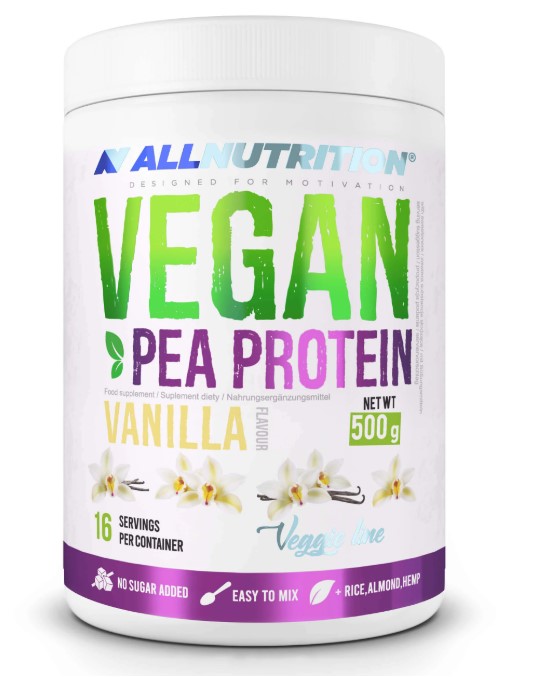 ALLNUTRITION®
DESIGNED FOR MOTIVATION
VEGAN
PEA PROTEIN
Food supplement / Suplement diety / Nahrungsergänzungsmittel
VANILLA
FLAVOUR
NET WT
500 g
16 SERVINGS
PER CONTAINER
Veggie line
NO SUGAR ADDED
EASY TO MIX
+ RICE,ALMOND,HEMP